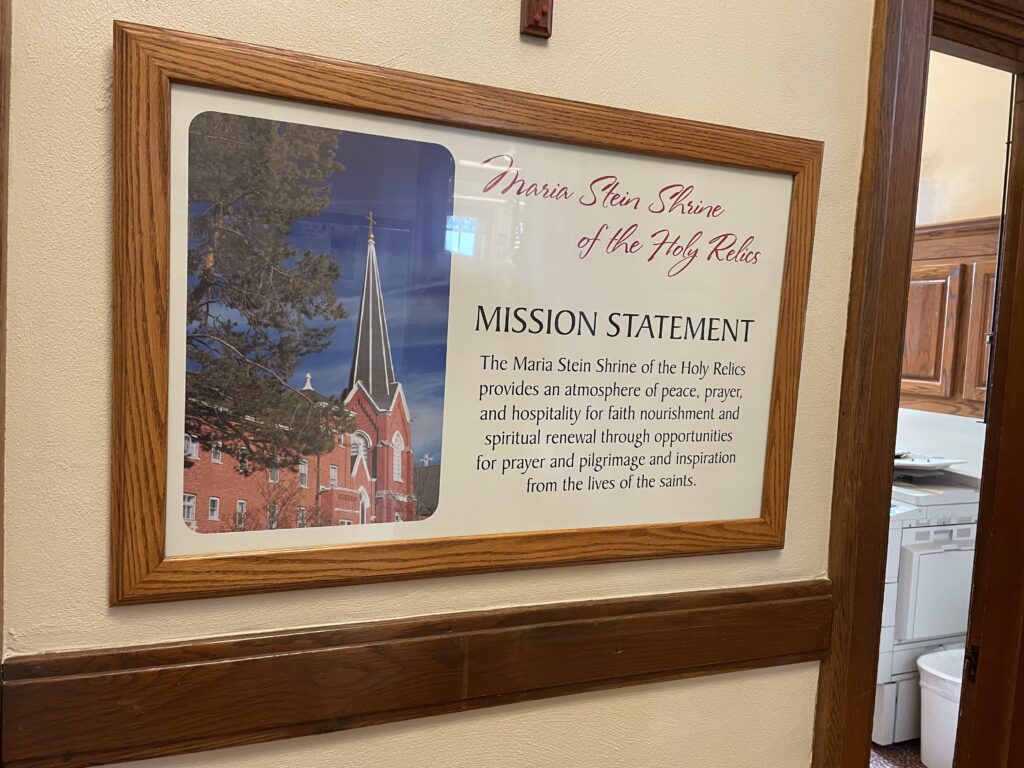 Maria Stein Shrine
of the Holy Relics
MISSION STATEMENT
The Maria Stein Shrine of the Holy Relics
provides an atmosphere of peace, prayer,
and hospitality for faith nourishment and
spiritual renewal through opportunities
for prayer and pilgrimage and inspiration
from the lives of the saints.